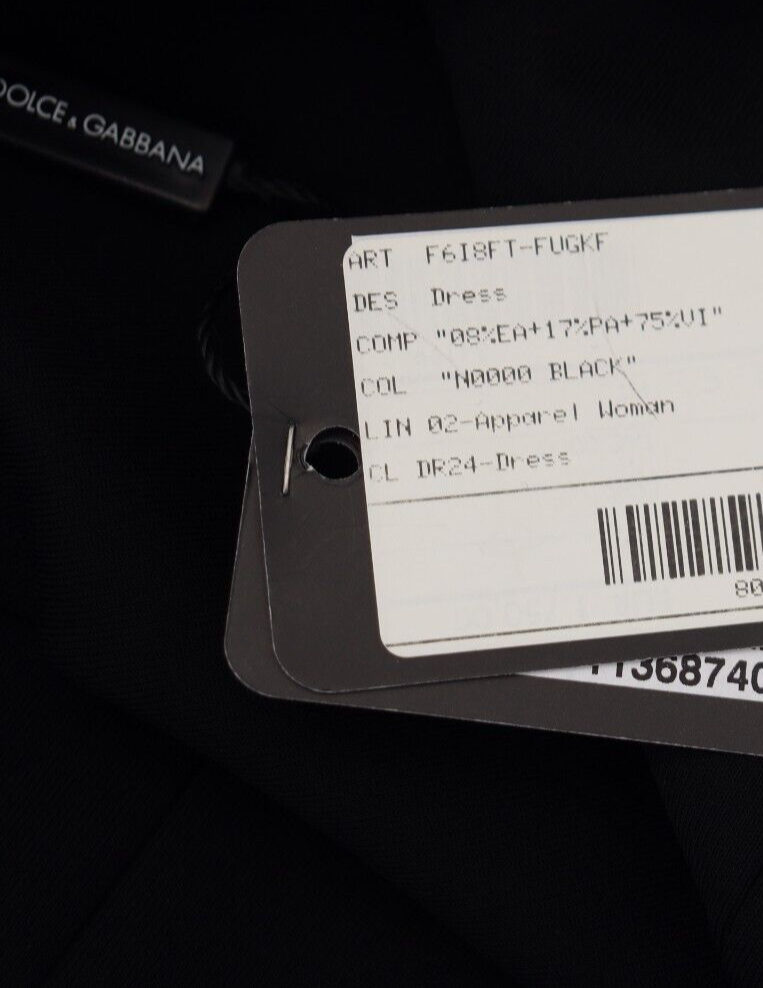 DOLCE & GABBANA
ART F6I8FT-FUGKF
DES Dress
COMP "08%EA+17%PA+75%VI"
COL "N0000 BLACK"
LIN 02-Apparel Woman
CL DR24-Dress
80
11368740